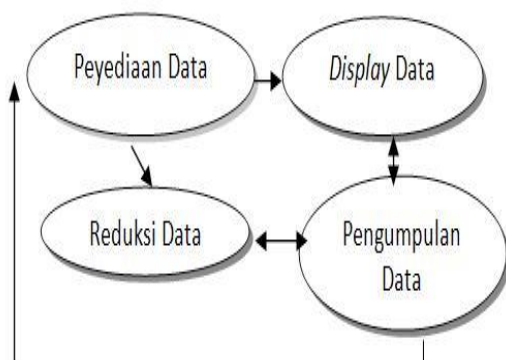 Peyediaan Data
Display Data
Reduksi Data
Pengumpulan
Data